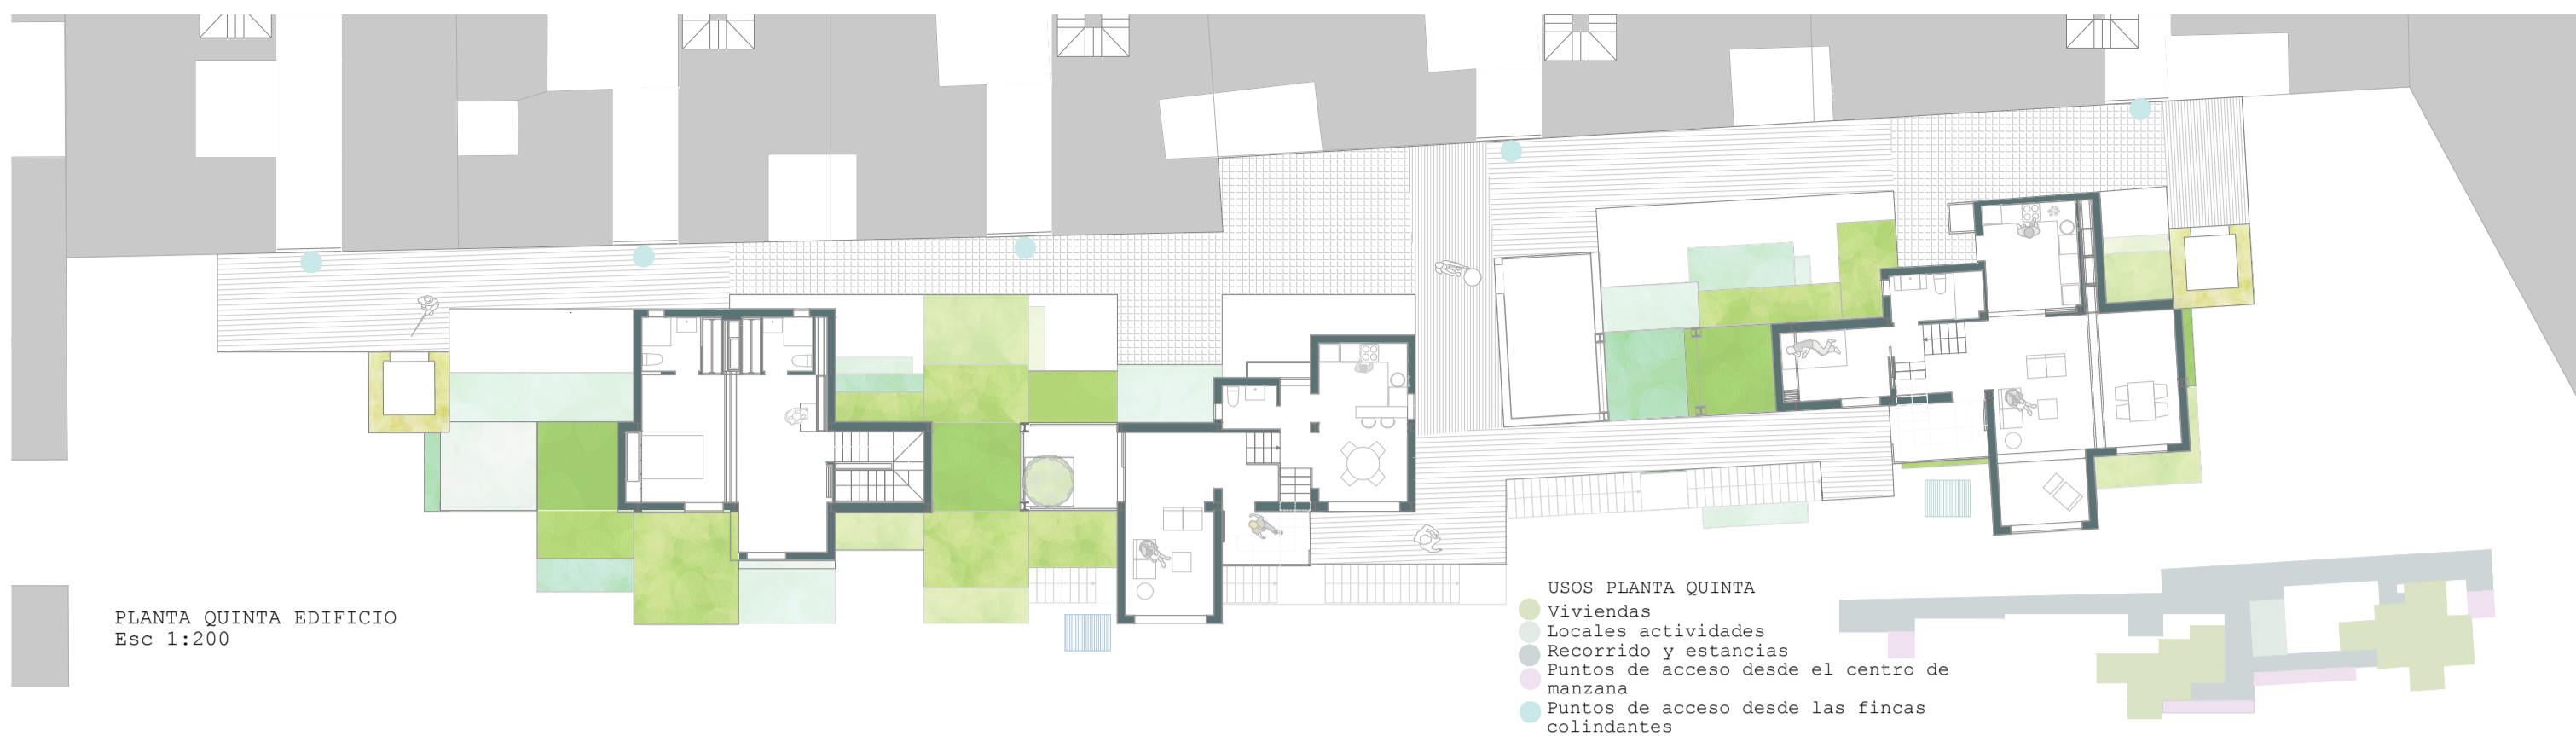 PLANTA QUINTA EDIFICIO
Esc 1:200
USOS PLANTA QUINTA
Viviendas
Locales actividades
Recorrido y estancias
Puntos de acceso desde el centro de
manzana
Puntos de acceso desde las fincas
colindantes